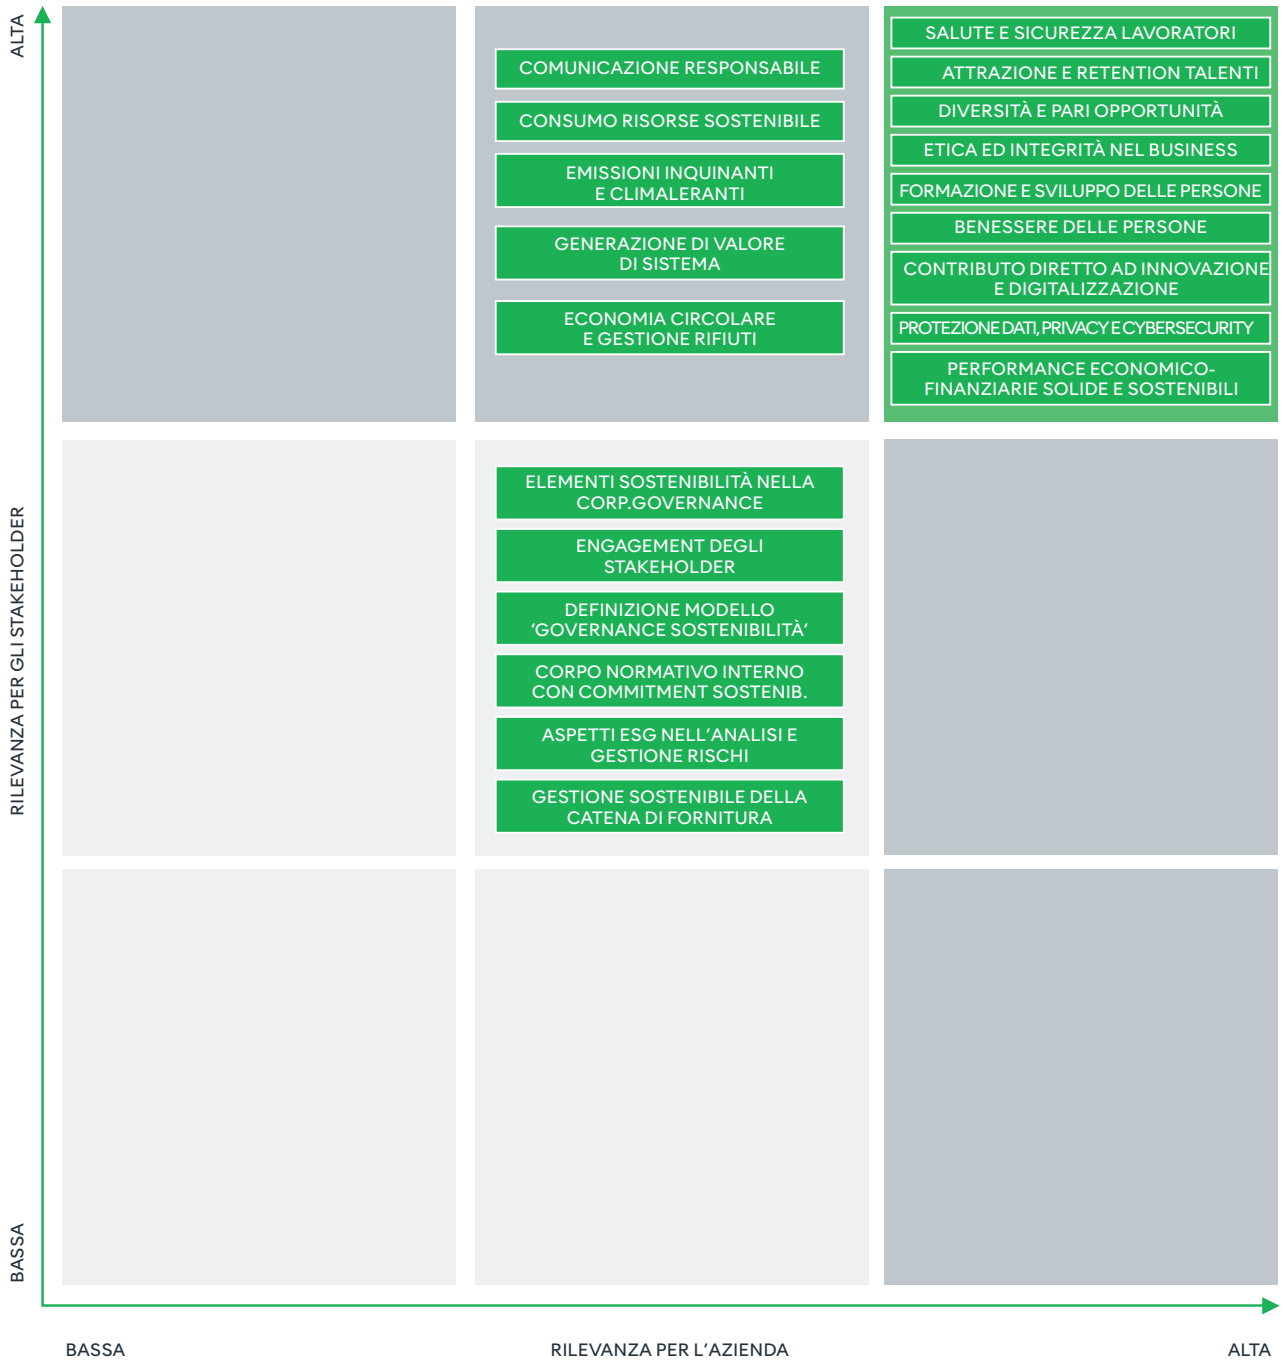 ALTA
RILEVANZA PER GLI STAKEHOLDER
BASSA
COMUNICAZIONE RESPONSABILE
CONSUMO RISORSE SOSTENIBILE
EMISSIONI INQUINANTI
E CLIMALERANTI
GENERAZIONE DI VALORE
DI SISTEMA
ECONOMIA CIRCOLARE
E GESTIONE RIFIUTI
SALUTE E SICUREZZA LAVORATORI
ATTRAZIONE E RETENTION TALENTI
DIVERSITÀ E PARI OPPORTUNITÀ
ETICA ED INTEGRITÀ NEL BUSINESS
FORMAZIONE E SVILUPPO DELLE PERSONE
BENESSERE DELLE PERSONE
CONTRIBUTO DIRETTO AD INNOVAZIONE
E DIGITALIZZAZIONE
PROTEZIONE DATI, PRIVACY E CYBERSECURITY
PERFORMANCE ECONOMICO-
FINANZIARIE SOLIDE E SOSTENIBILI
ELEMENTI SOSTENIBILITÀ NELLA
CORP.GOVERNANCE
ENGAGEMENT DEGLI
STAKEHOLDER
DEFINIZIONE MODELLO
'GOVERNANCE SOSTENIBILITÀ'
CORPO NORMATIVO INTERNO
CON COMMITMENT SOSTENIB.
ASPETTI ESG NELL'ANALISI E
GESTIONE RISCHI
GESTIONE SOSTENIBILE DELLA
CATENA DI FORNITURA
BASSA
RILEVANZA PER L'AZIENDA
ALTA